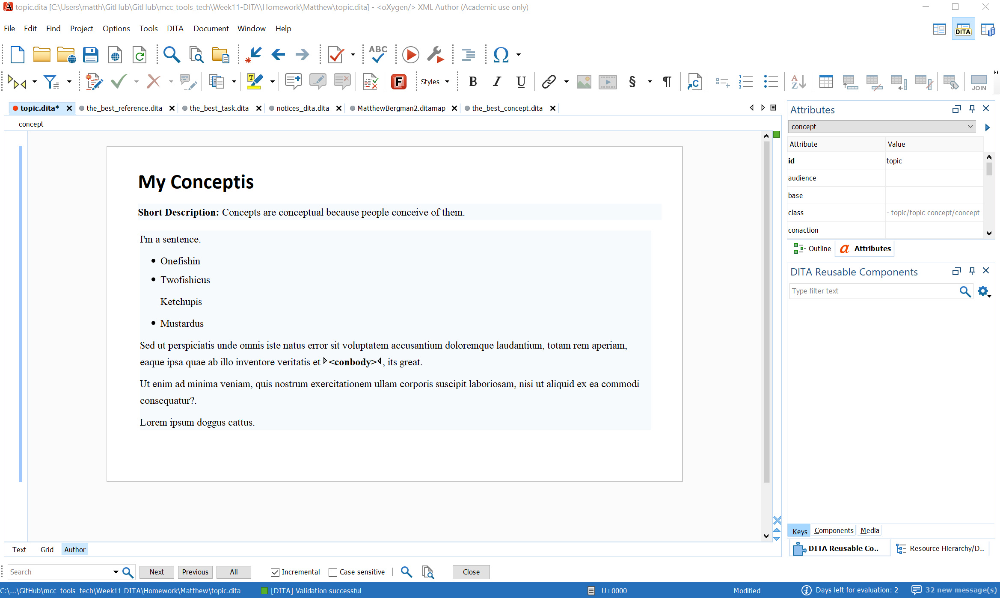 topic.dita [C:\Users\matth\GitHub\GitHub\mcc_tools_tech\Week11-DITA\Homework\Matthew\topic.dita] - <oXygen/> XML Author (Academic use only)
File Edit Find Project Options Tools DITA Document Window Help
DITA
ABC
Styles B I U § ¶
JOIN
topic.dita* the_best_reference.dita the_best_task.dita notices_dita.dita MatthewBergman2.ditamap the_best_concept.dita
concept
My Conceptis
Short Description: Concepts are conceptual because people conceive of them.
I'm a sentence.
• Onefishin
• Twofishicus
Ketchupis
• Mustardus
Sed ut perspiciatis unde omnis iste natus error sit voluptatem accusantium doloremque laudantium, totam rem aperiam,
eaque ipsa quae ab illo inventore veritatis et <conbody>, its great.
Ut enim ad minima veniam, quis nostrum exercitationem ullam corporis suscipit laboriosam, nisi ut aliquid ex ea commodi
consequatur?.
Lorem ipsum doggus cattus.
Attributes
concept
Attribute Value
id topic
audience
base
class - topic/topic concept/concept
conaction
Outline Attributes
DITA Reusable Components
Type filter text
Keys Components Media
DITA Reusable Co.. Resource Hierarchy/D..
Text Grid Author
Search Next Previous All Incremental Case sensitive Close
C:\...\GitHub\mcc_tools_tech\Week11-DITA\Homework\Matthew\topic.dita [DITA] Validation successful U+0000 Modified Days left for evaluation: 2 32 new message(s)